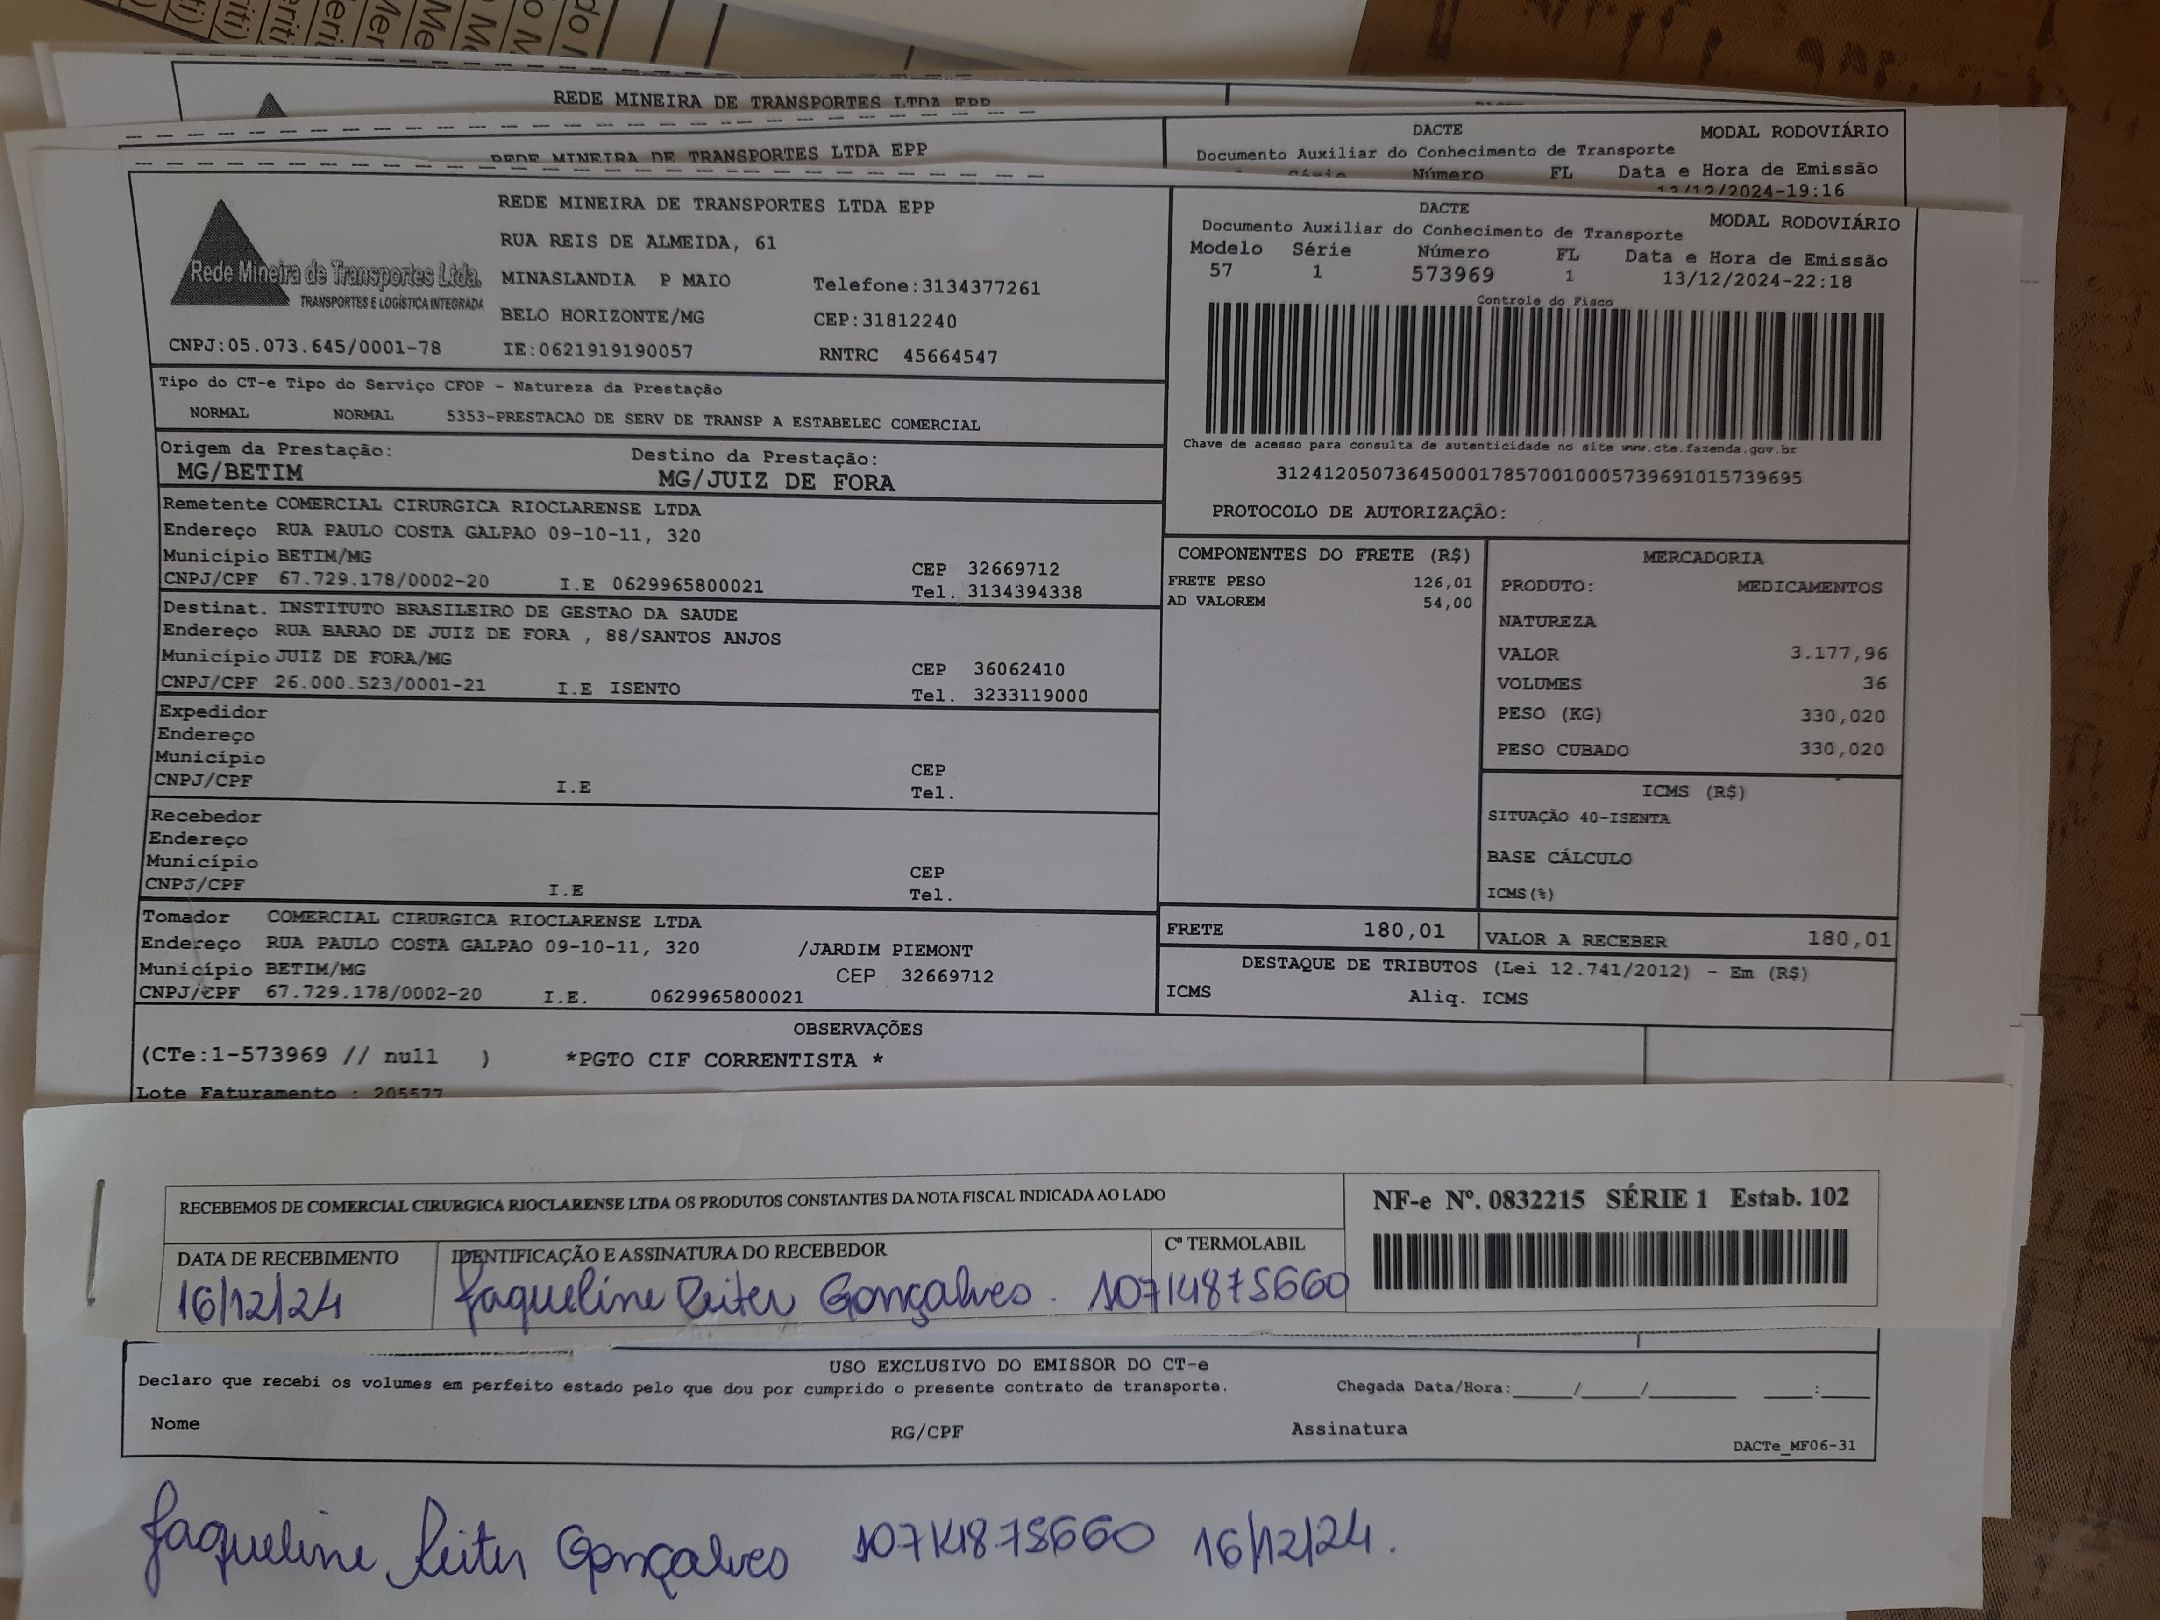 REDE MINEIRA DE TRANSPORTES LTDA EPP
REDE MINEIRA DE TRANSPORTES LTDA EPP
DACTE
MODAL RODOVIÁRIO
Documento Auxiliar do Conhecimento de Transporte
Série Número FL Data e Hora de Emissão
13/12/2024-19:16
REDE MINEIRA DE TRANSPORTES LTDA EPP
RUA REIS DE ALMEIDA, 61
Rede Mineira de Transportes Ltda.
TRANSPORTES E LOGÍSTICA INTEGRADA
MINASLANDIA P MAIO Telefone:3134377261
BELO HORIZONTE/MG CEP:31812240
CNPJ:05.073.645/0001-78 IE:0621919190057 RNTRC 45664547
DACTE
MODAL RODOVIÁRIO
Documento Auxiliar do Conhecimento de Transporte
Modelo Série Número FL Data e Hora de Emissão
57 1 573969 1 13/12/2024-22:18
Controle do Fisco
Chave de acesso para consulta de autenticidade no site www.cte.fazenda.gov.br
31241205073645000178570010005739691015739695
PROTOCOLO DE AUTORIZAÇÃO:
Tipo do CT-e Tipo do Serviço CFOP - Natureza da Prestação
NORMAL NORMAL 5353-PRESTACAO DE SERV DE TRANSP A ESTABELEC COMERCIAL
Origem da Prestação: Destino da Prestação:
MG/BETIM MG/JUIZ DE FORA
Remetente COMERCIAL CIRURGICA RIOCLARENSE LTDA
Endereço RUA PAULO COSTA GALPAO 09-10-11, 320
Município BETIM/MG CEP 32669712
CNPJ/CPF 67.729.178/0002-20 I.E 0629965800021 Tel. 3134394338
Destinat. INSTITUTO BRASILEIRO DE GESTAO DA SAUDE
Endereço RUA BARAO DE JUIZ DE FORA , 88/SANTOS ANJOS
Município JUIZ DE FORA/MG CEP 36062410
CNPJ/CPF 26.000.523/0001-21 I.E ISENTO Tel. 3233119000
Expedidor
Endereço
Município CEP
CNPJ/CPF I.E Tel.
Recebedor
Endereço
Município CEP
CNPJ/CPF I.E Tel.
Tomador COMERCIAL CIRURGICA RIOCLARENSE LTDA
Endereço RUA PAULO COSTA GALPAO 09-10-11, 320 /JARDIM PIEMONT
Município BETIM/MG CEP 32669712
CNPJ/CPF 67.729.178/0002-20 I.E. 0629965800021
COMPONENTES DO FRETE (R$)
FRETE PESO 126,01
AD VALOREM 54,00
MERCADORIA
PRODUTO: MEDICAMENTOS
NATUREZA
VALOR 3.177,96
VOLUMES 36
PESO (KG) 330,020
PESO CUBADO 330,020
ICMS (R$)
SITUAÇÃO 40-ISENTA
BASE CÁLCULO
ICMS(%)
FRETE 180,01 VALOR A RECEBER 180,01
DESTAQUE DE TRIBUTOS (Lei 12.741/2012) - Em (R$)
ICMS Aliq. ICMS
OBSERVAÇÕES
(CTe:1-573969 // null ) *PGTO CIF CORRENTISTA *
Lote Faturamento : 205577
RECEBEMOS DE COMERCIAL CIRURGICA RIOCLARENSE LTDA OS PRODUTOS CONSTANTES DA NOTA FISCAL INDICADA AO LADO
NF-e Nº. 0832215 SÉRIE 1 Estab. 102
DATA DE RECEBIMENTO IDENTIFICAÇÃO E ASSINATURA DO RECEBEDOR Cº TERMOLABIL
16/12/24 Jaqueline Reiter Gonçalves. 10714875660
USO EXCLUSIVO DO EMISSOR DO CT-e
Declaro que recebi os volumes em perfeito estado pelo que dou por cumprido o presente contrato de transporte. Chegada Data/Hora:____/____/____ ____:____
Nome RG/CPF Assinatura
DACTe_MF06-31
Jaqueline Reiter Gonçalves 10714875660 16/12/24.